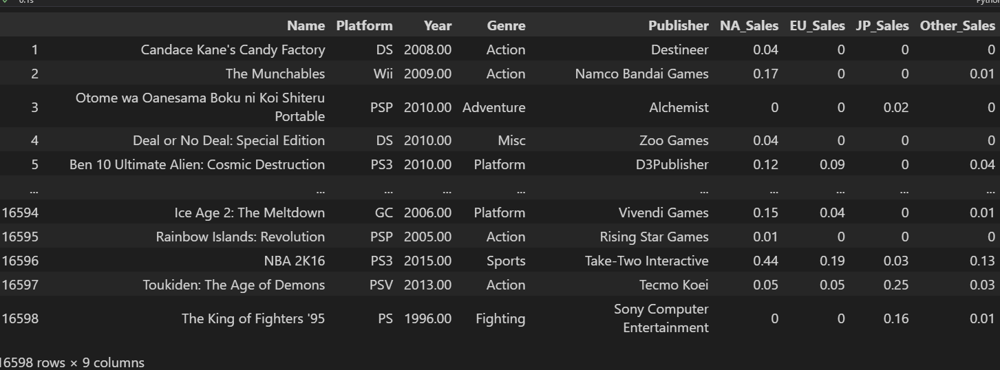 0.1s
Python
Name Platform Year Genre Publisher NA_Sales EU_Sales JP_Sales Other_Sales
1 Candace Kane's Candy Factory DS 2008.00 Action Destineer 0.04 0 0 0
2 The Munchables Wii 2009.00 Action Namco Bandai Games 0.17 0 0 0.01
3 Otome wa Oanesama Boku ni Koi Shiteru
Portable PSP 2010.00 Adventure Alchemist 0 0 0.02 0
4 Deal or No Deal: Special Edition DS 2010.00 Misc Zoo Games 0.04 0 0 0
5 Ben 10 Ultimate Alien: Cosmic Destruction PS3 2010.00 Platform D3Publisher 0.12 0.09 0 0.04
... ... ... ... ... ... ... ... ... ...
16594 Ice Age 2: The Meltdown GC 2006.00 Platform Vivendi Games 0.15 0.04 0 0.01
16595 Rainbow Islands: Revolution PSP 2005.00 Action Rising Star Games 0.01 0 0 0
16596 NBA 2K16 PS3 2015.00 Sports Take-Two Interactive 0.44 0.19 0.03 0.13
16597 Toukiden: The Age of Demons PSV 2013.00 Action Tecmo Koei 0.05 0.05 0.25 0.03
16598 The King of Fighters '95 PS 1996.00 Fighting Sony Computer
Entertainment 0 0 0.16 0.01
16598 rows × 9 columns